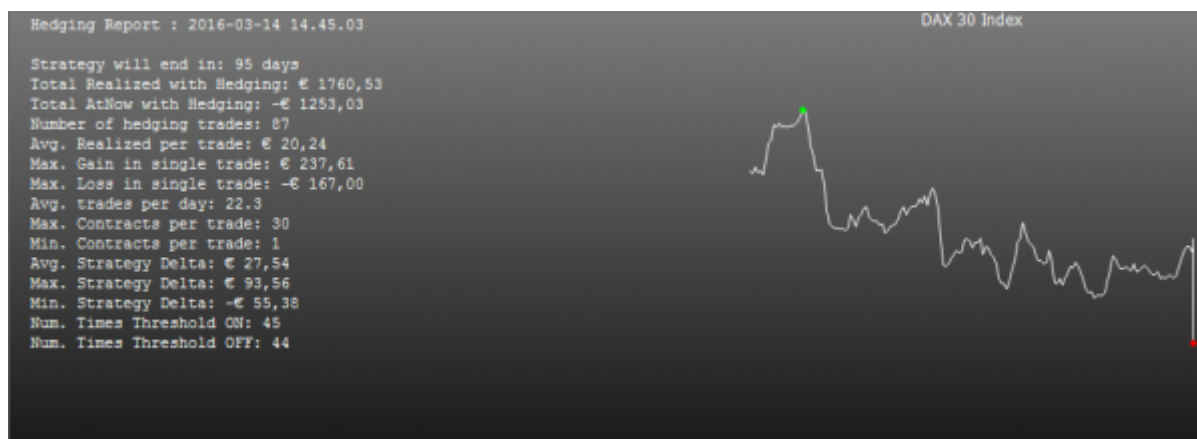 Hedging Report : 2016-03-14 14.45.03
DAX 30 Index
Strategy will end in: 95 days
Total Realized with Hedging: € 1760,53
Total AtNow with Hedging: -€ 1253,03
Number of hedging trades: 87
Avg. Realized per trade: € 20,24
Max. Gain in single trade: € 237,61
Max. Loss in single trade: -€ 167,00
Avg. trades per day: 22.3
Max. Contracts per trade: 30
Min. Contracts per trade: 1
Avg. Strategy Delta: € 27,54
Max. Strategy Delta: € 93,56
Min. Strategy Delta: -€ 55,38
Num. Times Threshold ON: 45
Num. Times Threshold OFF: 44